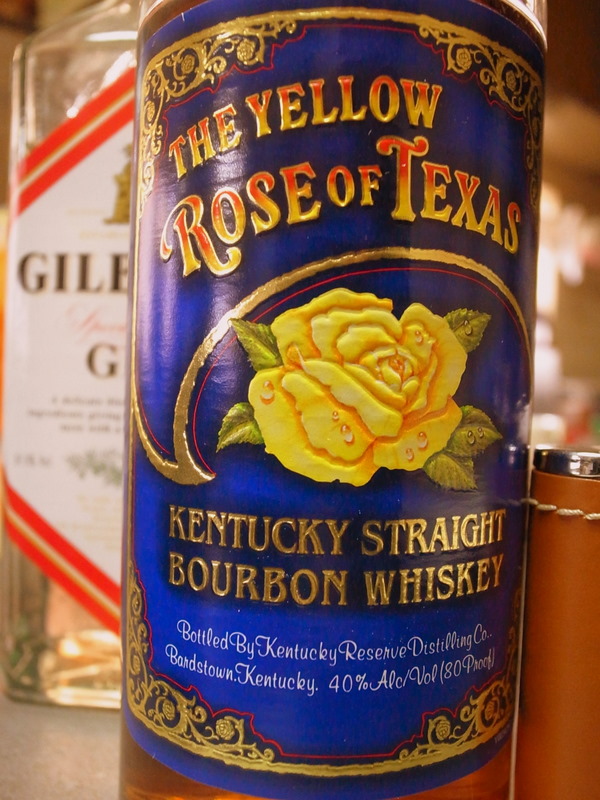 THE YELLOW
ROSE OF TEXAS
KENTUCKY STRAIGHT
BOURBON WHISKEY
Bottled By Kentucky Reserve Distilling Co..
Bardstown. Kentucky. 40% Alc/Vol (80 Proof)
GILB
G